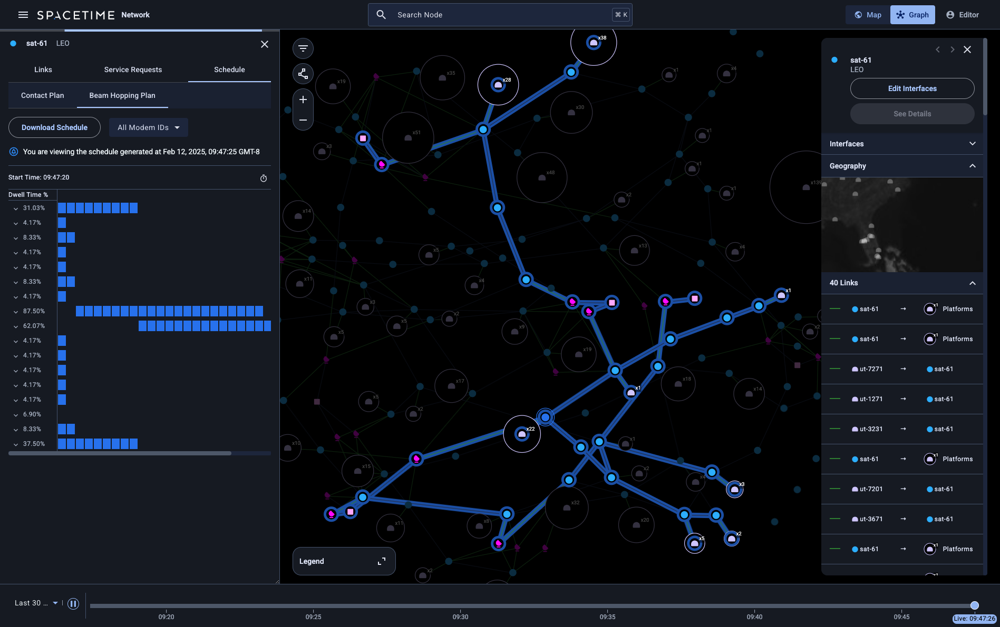 SPACETIME Network
Search Node
⌘ K
Map
Graph
Editor
sat-61 LEO
Links
Service Requests
Schedule
Contact Plan
Beam Hopping Plan
Download Schedule
All Modem IDs
You are viewing the schedule generated at Feb 12, 2025, 09:47:25 GMT-8
Start Time: 09:47:20
Dwell Time %
31.03%
4.17%
8.33%
4.17%
4.17%
8.33%
4.17%
87.50%
62.07%
4.17%
4.17%
4.17%
4.17%
4.17%
6.90%
8.33%
37.50%
x38
x28
x35
x19
x1
x4
x30
x51
x1
x3
x1
x48
x139
x1
x2
x14
x13
x4
x5
x11
x4
x1
x3
x2
x5
x9
x5
x2
x19
x17
x18
x1
x14
x5
x2
x22
x1
x10
x15
x2
x4
x3
x32
x11
x8
x20
x5
x2
x2
Legend
sat-61
LEO
Edit Interfaces
See Details
Interfaces
Geography
40 Links
sat-61 → x1 Platforms
sat-61 → x1 Platforms
ut-7271 → sat-61
ut-1271 → sat-61
ut-3231 → sat-61
sat-61 → x1 Platforms
ut-7201 → sat-61
ut-3671 → sat-61
sat-61 → x1 Platforms
x1
Last 30 ...
09:20
09:25
09:30
09:35
09:40
09:45
Live: 09:47:26